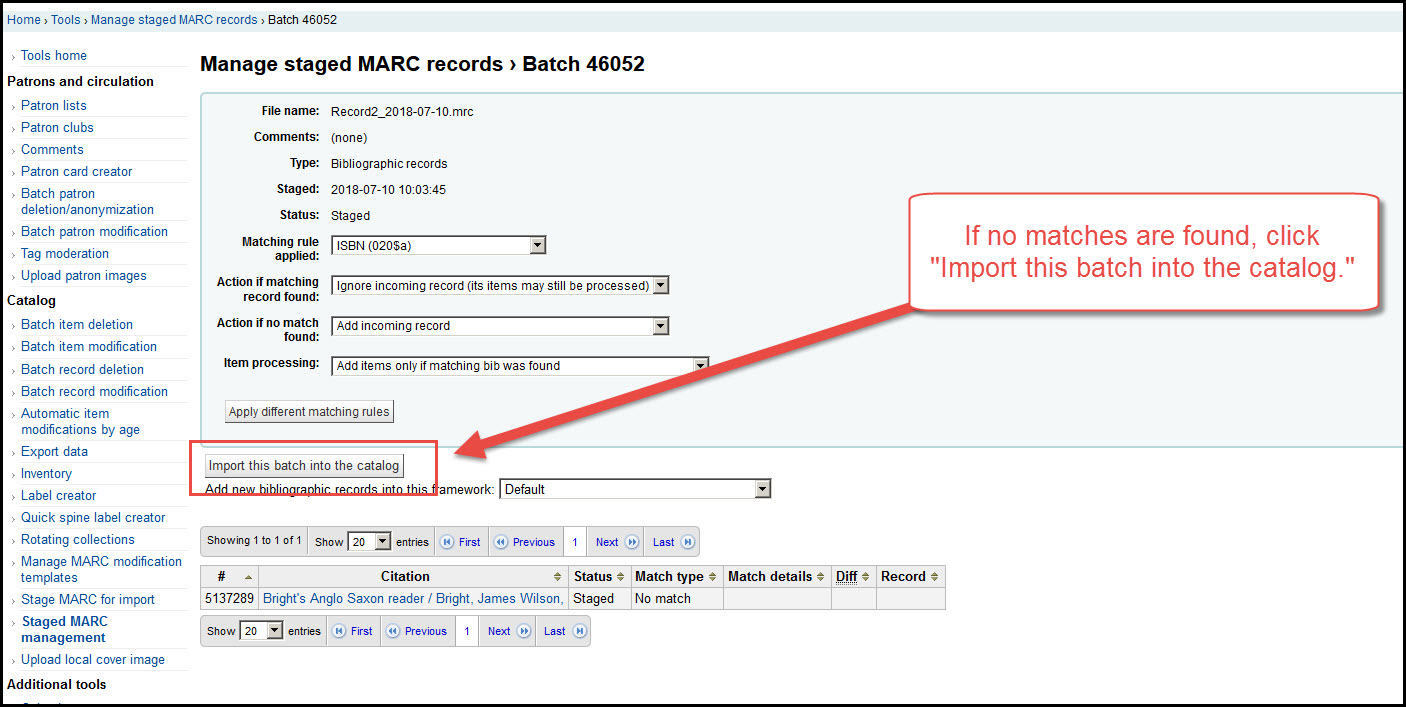 Home › Tools › Manage staged MARC records › Batch 46052
Tools home
Patrons and circulation
Patron lists
Patron clubs
Comments
Patron card creator
Batch patron
deletion/anonymization
Batch patron modification
Tag moderation
Upload patron images
Catalog
Batch item deletion
Batch item modification
Batch record deletion
Batch record modification
Automatic item
modifications by age
Export data
Inventory
Label creator
Quick spine label creator
Rotating collections
Manage MARC modification
templates
Stage MARC for import
Staged MARC
management
Upload local cover image
Additional tools
Manage staged MARC records › Batch 46052
File name: Record2_2018-07-10.mrc
Comments: (none)
Type: Bibliographic records
Staged: 2018-07-10 10:03:45
Status: Staged
Matching rule
applied: ISBN (020$a)
Action if matching
record found: Ignore incoming record (its items may still be processed)
Action if no match
found: Add incoming record
Item processing: Add items only if matching bib was found
Apply different matching rules
If no matches are found, click
"Import this batch into the catalog."
Import this batch into the catalog
Add new bibliographic records into this framework: Default
Showing 1 to 1 of 1 Show 20 entries First Previous 1 Next Last
# Citation Status Match type Match details Diff Record
5137289 Bright's Anglo Saxon reader / Bright, James Wilson, Staged No match
Show 20 entries First Previous 1 Next Last